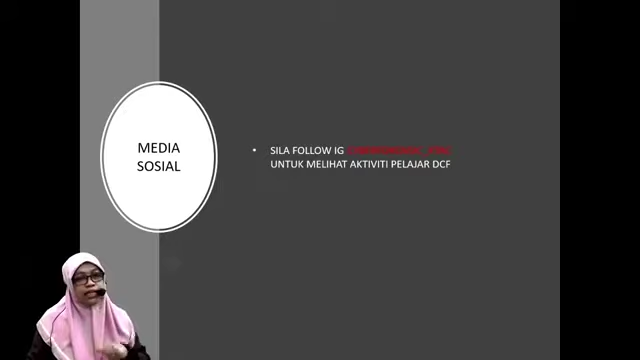 MEDIA
SOSIAL
SILA FOLLOW IG
UNTUK MELIHAT AKTIVITI PELAJAR DCF